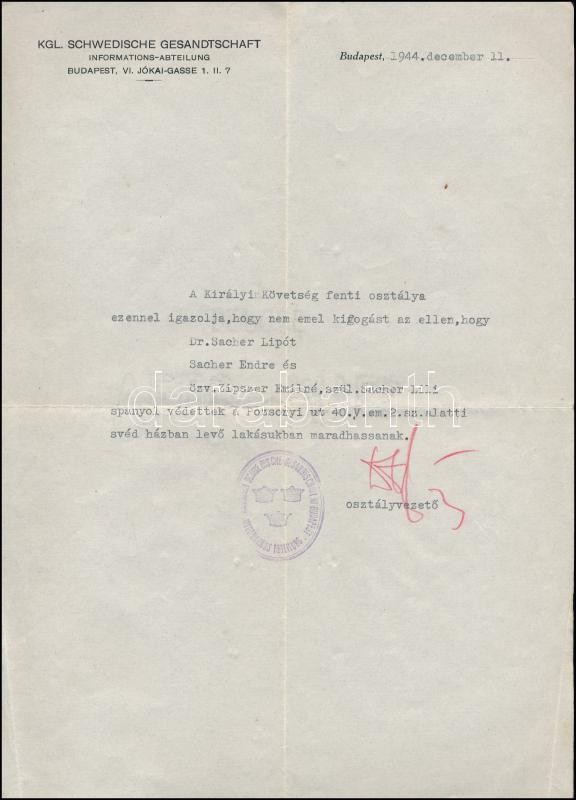 KGL. SCHWEDISCHE GESANDTSCHAFT
INFORMATIONS-ABTEILUNG
BUDAPEST, VI. JÓKAI-GASSE 1. II. 7
Budapest, 1944.december 11.
A Királyi Követség fenti osztálya
ezennel igazolja,hogy nem emel kifogást az ellen,hogy
Dr.Sacher Lipót
Sacher Endre és
özv.Zipszer Emilné,szül.Sacher Lili
spanyol védettek a Pozsonyi ut 40.V.em.2.sz.alatti
svéd házban levő lakásukban maradhassanak.
osztályvezető
darabanth